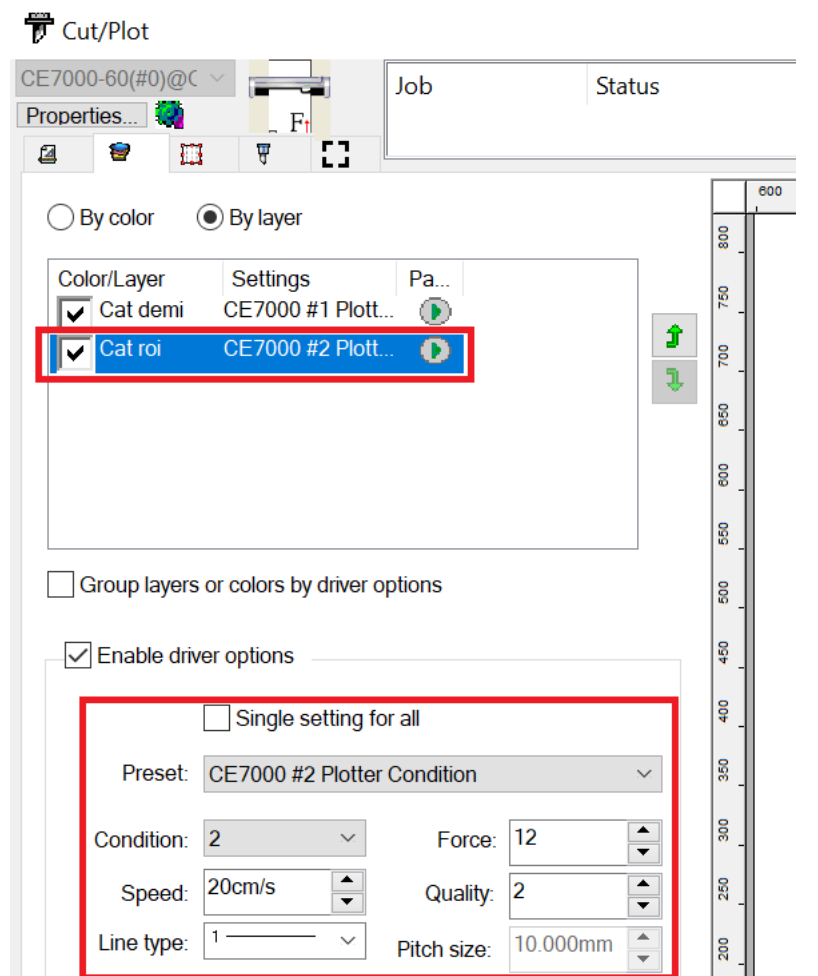 Cut/Plot
CE7000-60(#0)@C
Job Status
Properties...
F
By color By layer
600
Color/Layer Settings Pa...
Cat demi CE7000 #1 Plott...
Cat roi CE7000 #2 Plott...
800
750
700
650
600
550
500
450
400
350
300
250
200
Group layers or colors by driver options
Enable driver options
Single setting for all
Preset: CE7000 #2 Plotter Condition
Condition: 2 Force: 12
Speed: 20cm/s Quality: 2
Line type: 1 Pitch size: 10.000mm